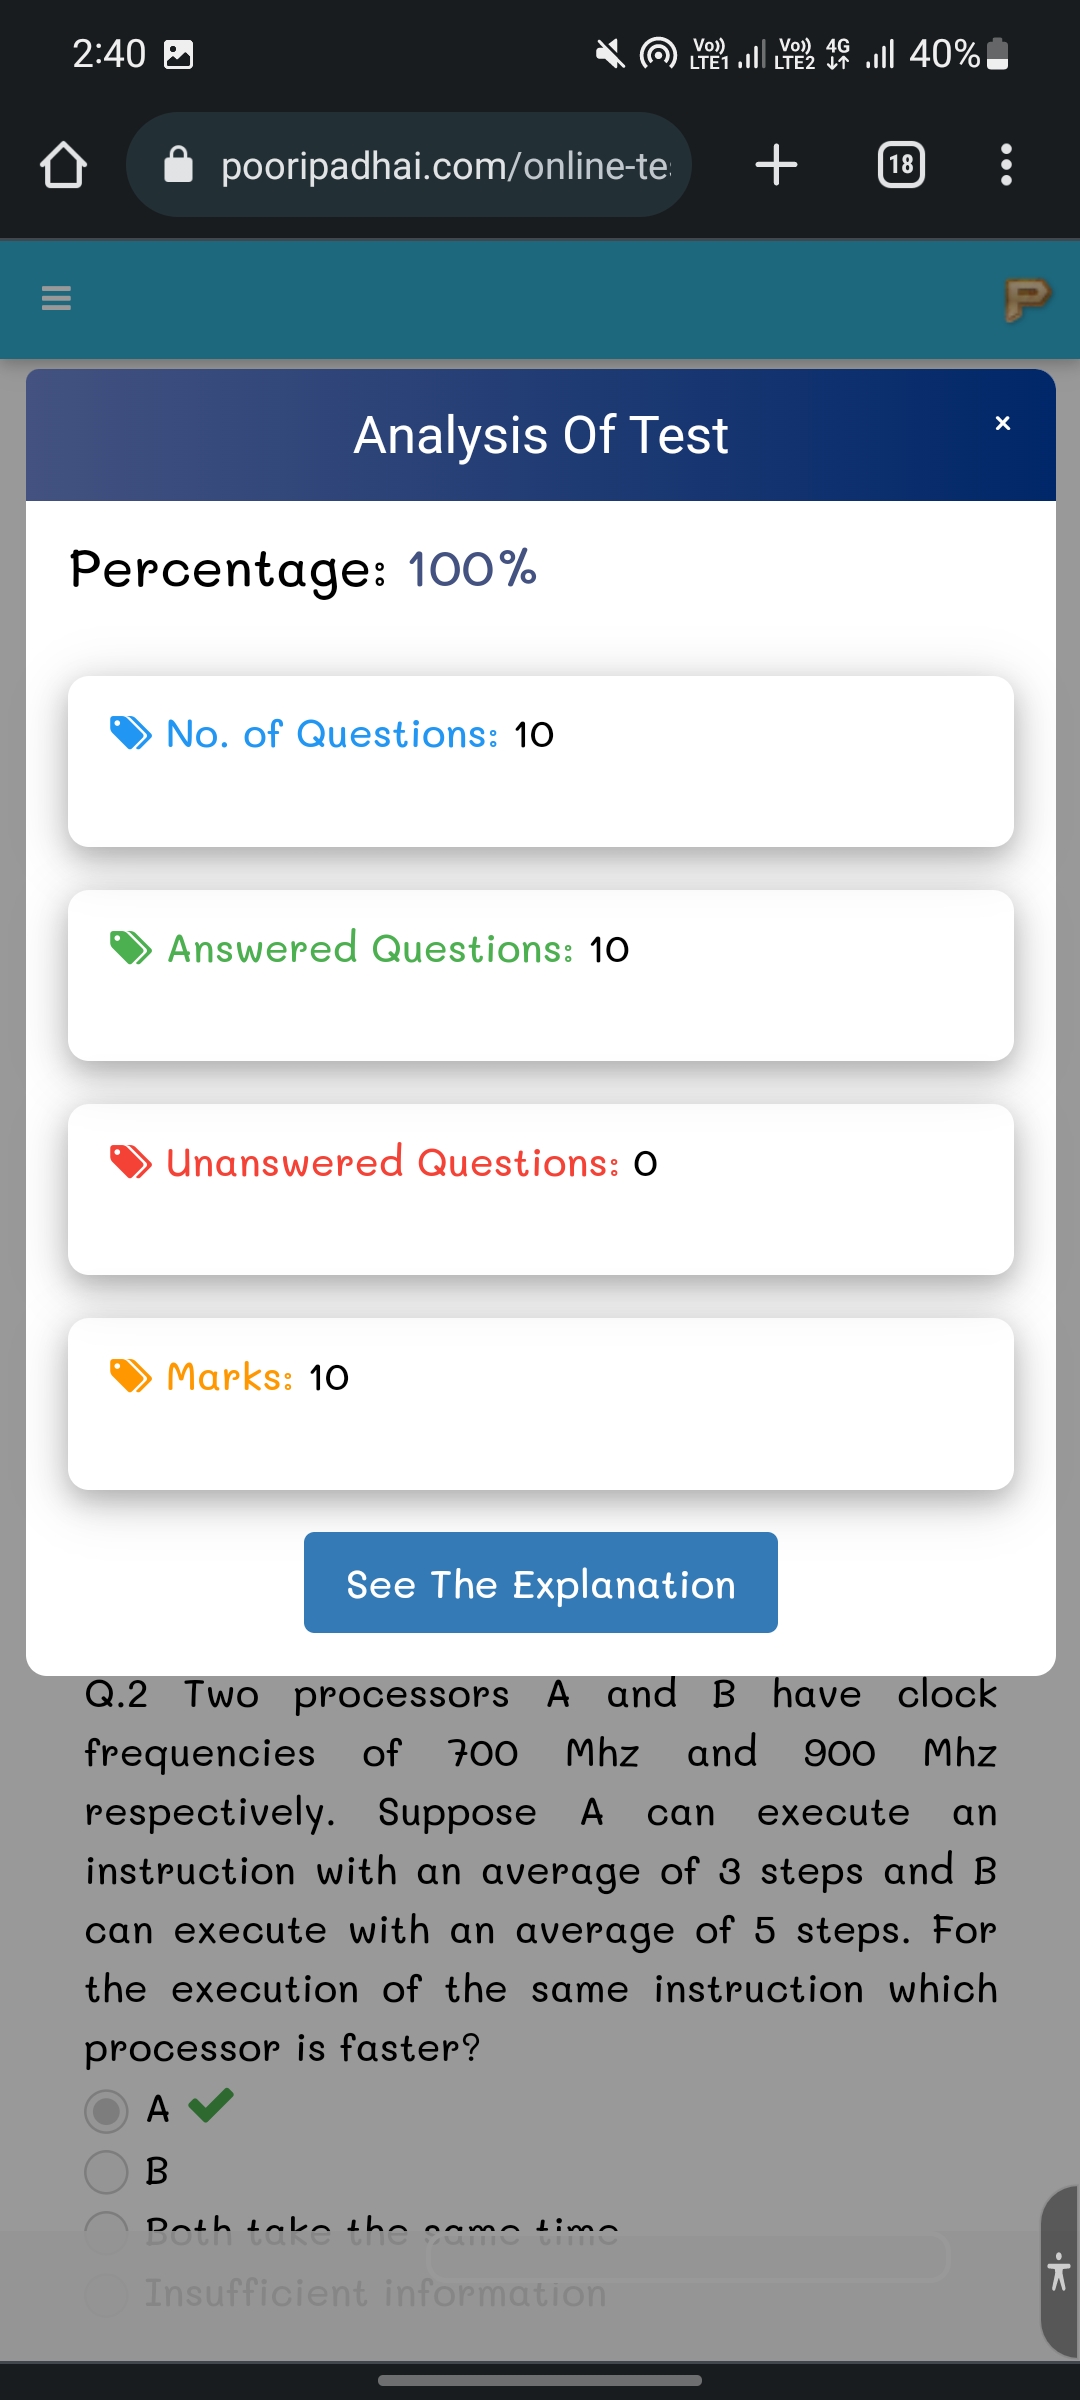 2:40 Vo)) LTE1 Vo)) LTE2 4G 40%
pooripadhai.com/online-te 18
P
Analysis Of Test ×
Percentage: 100%
No. of Questions: 10
Answered Questions: 10
Unanswered Questions: 0
Marks: 10
See The Explanation
Q.2 Two processors A and B have clock
frequencies of 700 Mhz and 900 Mhz
respectively. Suppose A can execute an
instruction with an average of 3 steps and B
can execute with an average of 5 steps. For
the execution of the same instruction which
processor is faster?
A
B
Both take the same time
Insufficient information